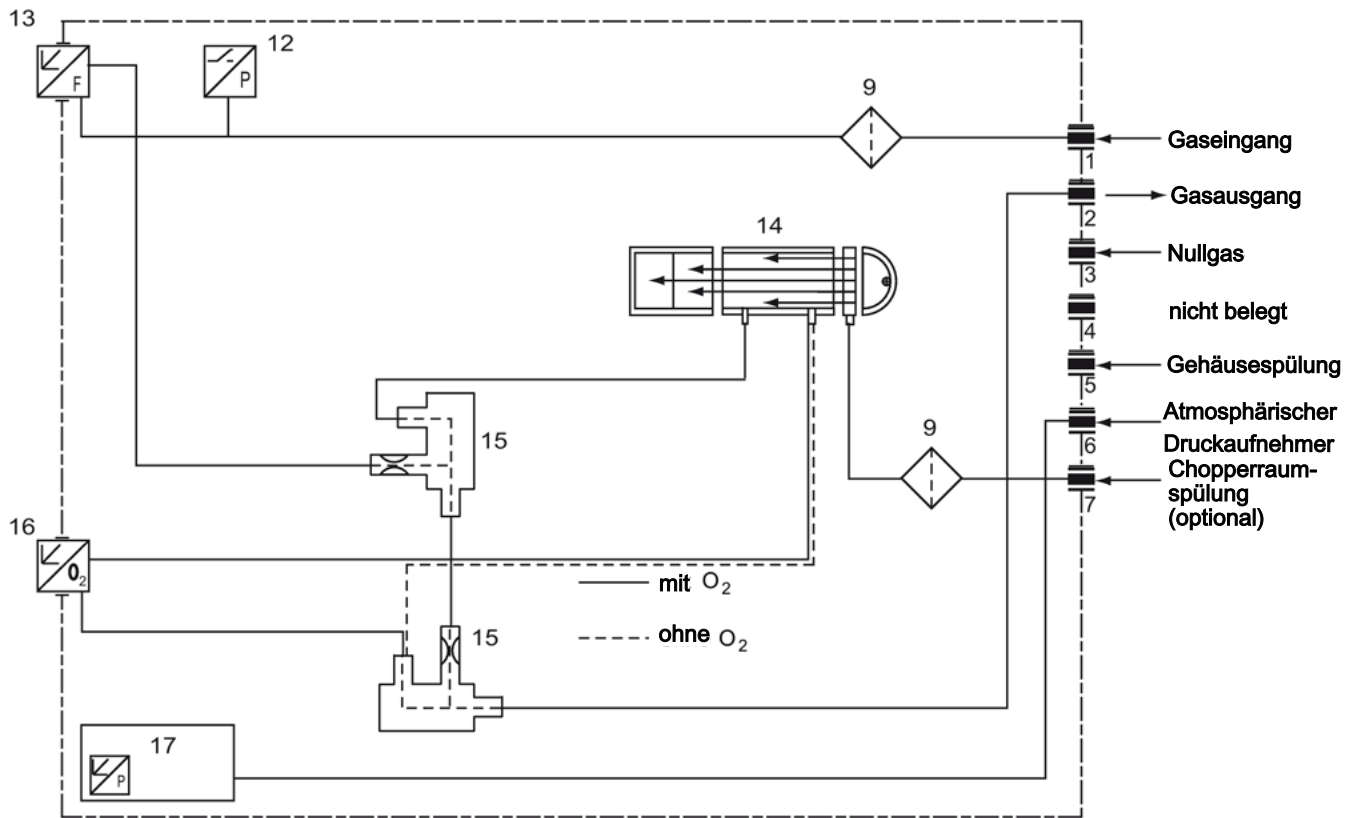 13
F
12
P
9
1
Gaseingang
2
Gasausgang
14
3
Nullgas
4
nicht belegt
5
Gehäusespülung
15
9
6
Atmosphärischer
Druckaufnehmer
7
Chopperraum-
spülung
(optional)
16
O2
mit O2
15
ohne O2
17
P